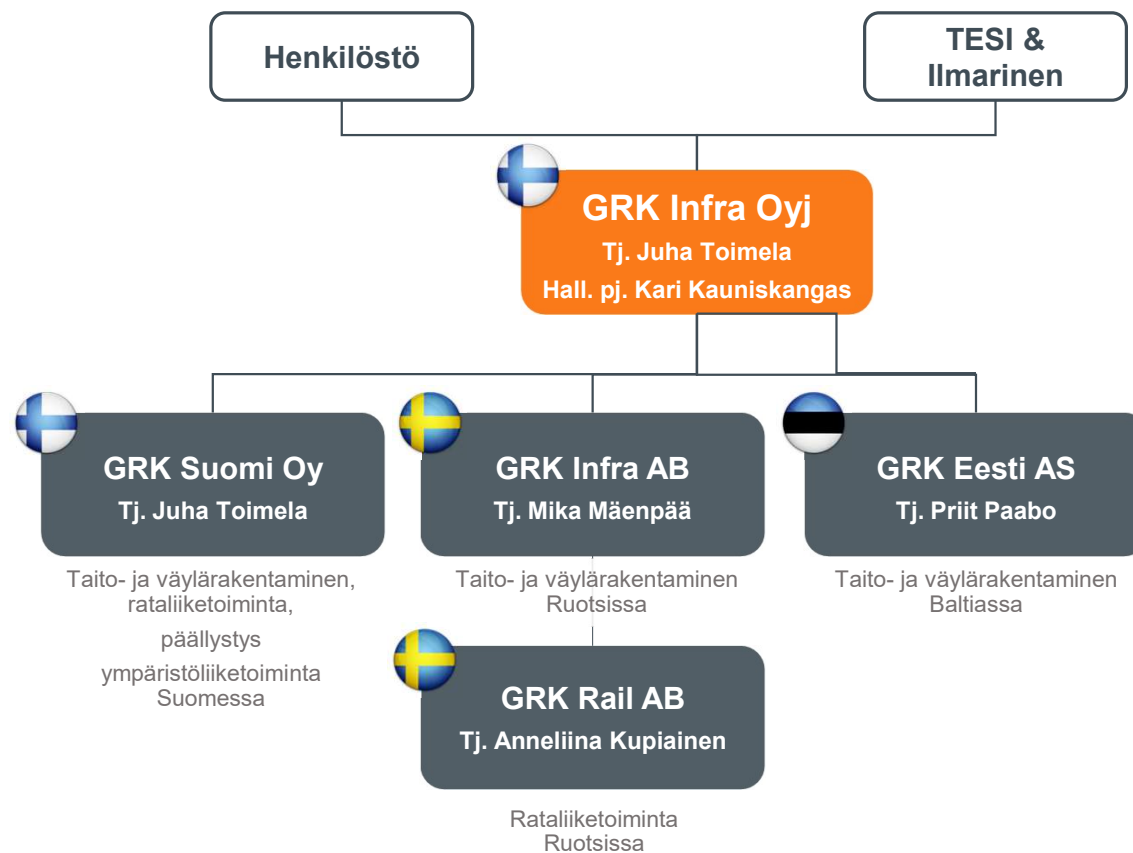 Henkilöstö
TESI &
Ilmarinen
GRK Infra Oyj
Tj. Juha Toimela
Hall. pj. Kari Kauniskangas
GRK Suomi Oy
Tj. Juha Toimela
Taito- ja väylärakentaminen,
rataliiketoiminta,
päällystys
ympäristöliiketoiminta
Suomessa
GRK Infra AB
Tj. Mika Mäenpää
Taito- ja väylärakentaminen
Ruotsissa
GRK Eesti AS
Tj. Priit Paabo
Taito- ja väylärakentaminen
Baltiassa
GRK Rail AB
Tj. Anneliina Kupiainen
Rataliiketoiminta
Ruotsissa